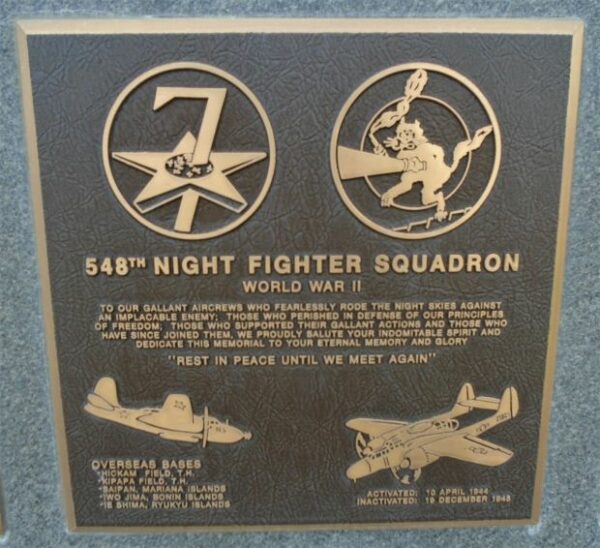 7
548TH NIGHT FIGHTER SQUADRON
WORLD WAR II
TO OUR GALLANT AIRCREWS WHO FEARLESSLY RODE THE NIGHT SKIES AGAINST
AN IMPLACABLE ENEMY; THOSE WHO PERISHED IN DEFENSE OF OUR PRINCIPLES
OF FREEDOM; THOSE WHO SUPPORTED THEIR GALLANT ACTIONS AND THOSE WHO
HAVE SINCE JOINED THEM, WE PROUDLY SALUTE YOUR INDOMITABLE SPIRIT AND
DEDICATE THIS MEMORIAL TO YOUR ETERNAL MEMORY AND GLORY
"REST IN PEACE UNTIL WE MEET AGAIN"
OVERSEAS BASES
*HICKAM FIELD, T.H.
*KIPAPA FIELD, T.H.
*SAIPAN, MARIANA ISLANDS
*IWO JIMA, BONIN ISLANDS
*IE SHIMA, RYUKYU ISLANDS
ACTIVATED: 10 APRIL 1944
INACTIVATED: 19 DECEMBER 1945